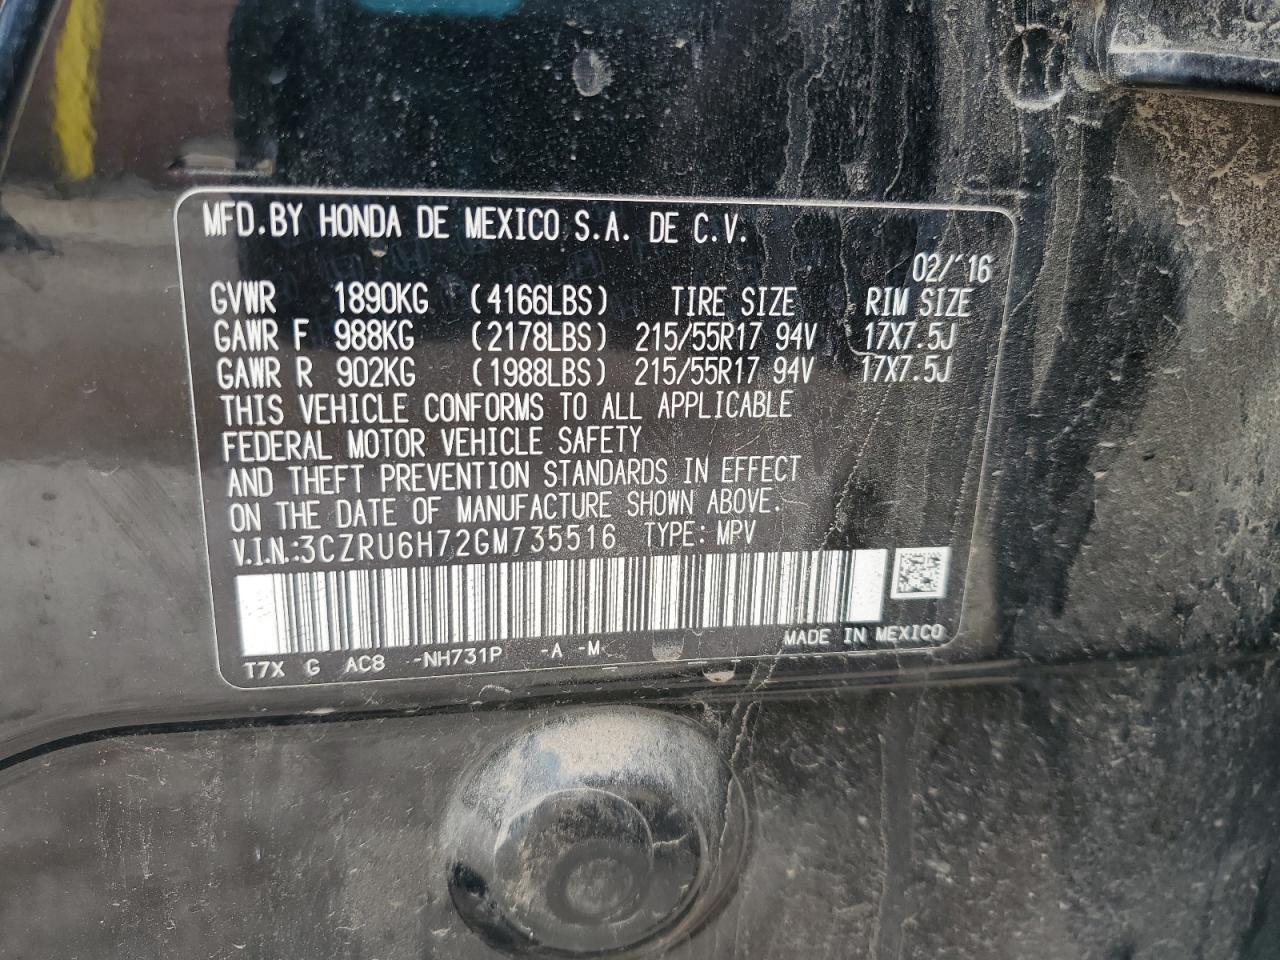 MFD.BY HONDA DE MEXICO S.A. DE C.V.
02/'16
GVWR 1890KG (4166LBS) TIRE SIZE RIM SIZE
GAWR F 988KG (2178LBS) 215/55R17 94V 17X7.5J
GAWR R 902KG (1988LBS) 215/55R17 94V 17X7.5J
THIS VEHICLE CONFORMS TO ALL APPLICABLE
FEDERAL MOTOR VEHICLE SAFETY
AND THEFT PREVENTION STANDARDS IN EFFECT
ON THE DATE OF MANUFACTURE SHOWN ABOVE.
V.I.N.:3CZRU6H72GM735516 TYPE: MPV
MADE IN MEXICO
T7X G AC8 -NH731P -A -M